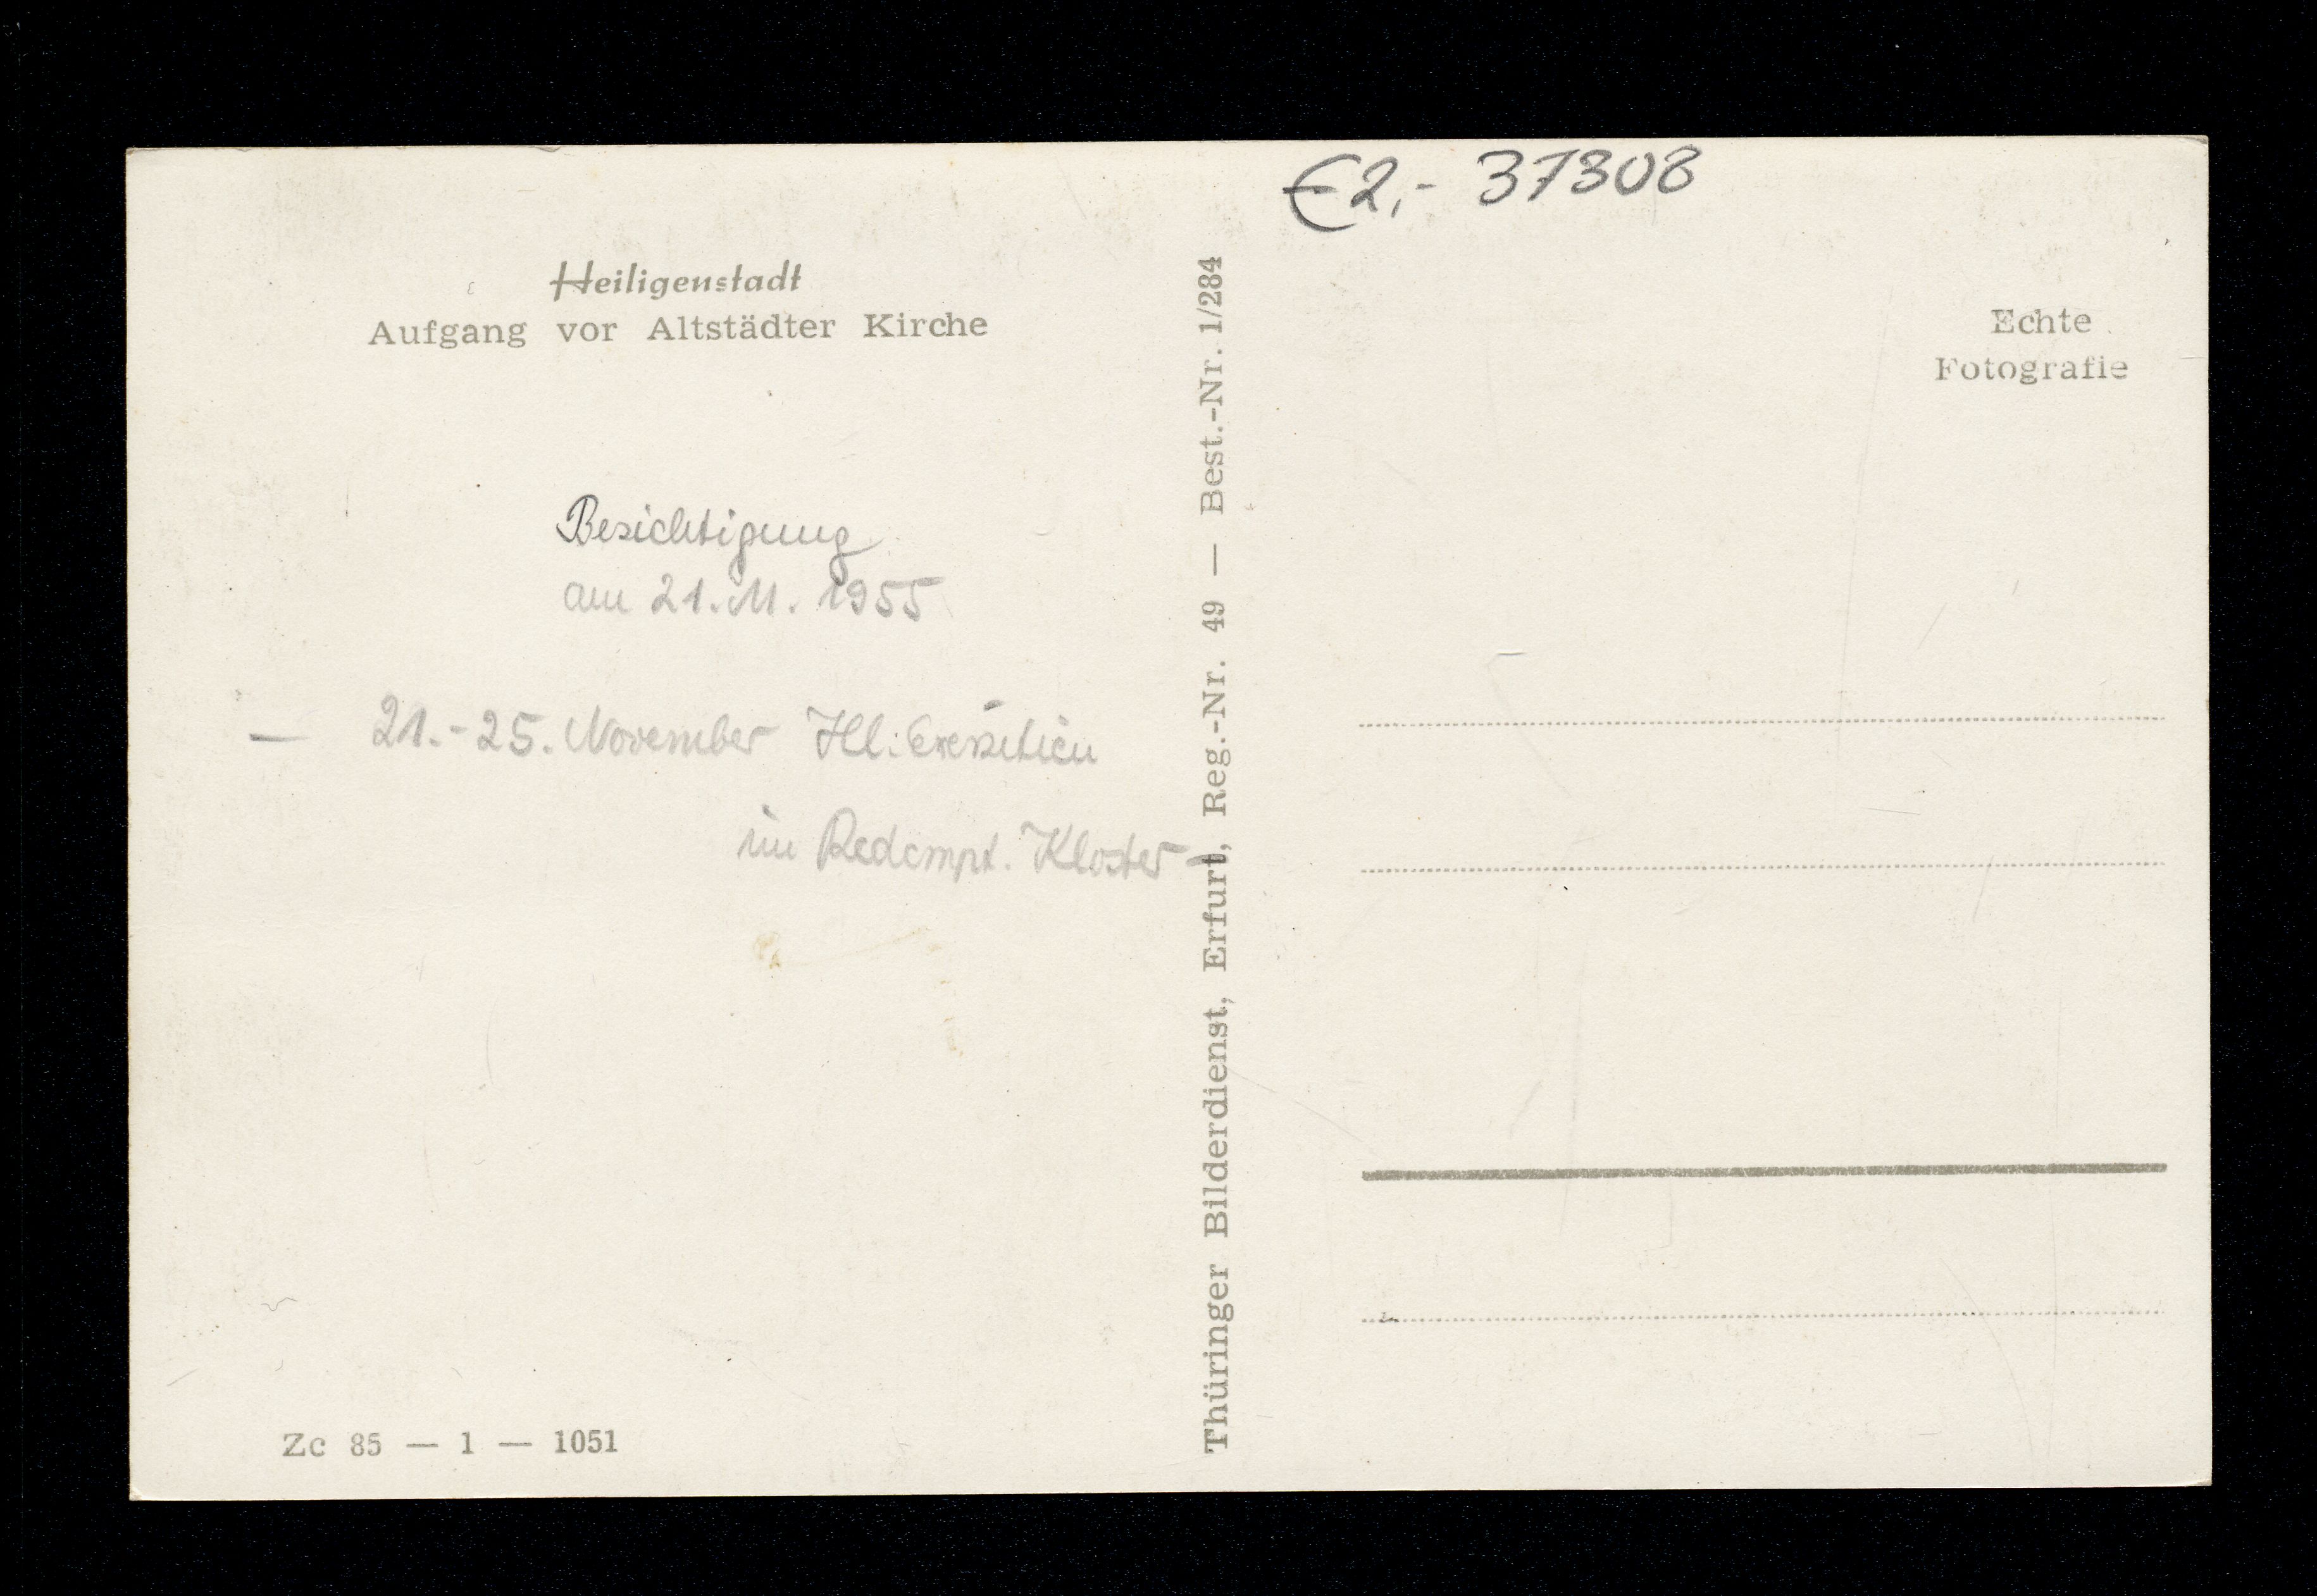 Heiligenstadt
Aufgang vor Altstädter Kirche
Besichtigung
am 21. 11. 1955
— 21.-25. November Hl. Exerzitien
im Redempt. Kloster -
Zc 85 — 1 — 1051
Thüringer Bilderdienst, Erfurt, Reg.-Nr. 49 — Best.-Nr. 1/284
€2,- 37308
Echte
Fotografie